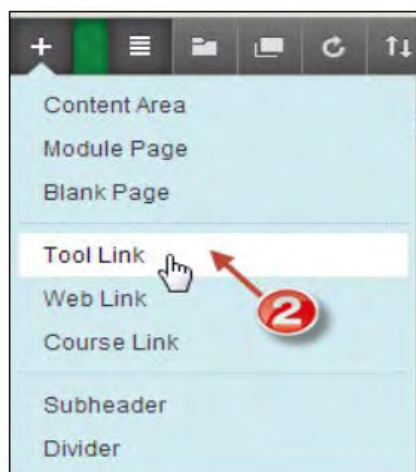 +
Content Area
Module Page
Blank Page
Tool Link
2
Web Link
Course Link
Subheader
Divider